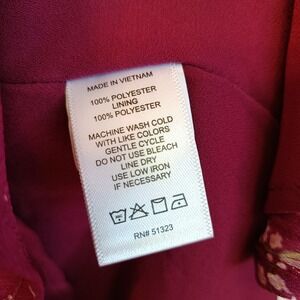 MADE IN VIETNAM
100% POLYESTER
LINING
100% POLYESTER
MACHINE WASH COLD
WITH LIKE COLORS
GENTLE CYCLE
DO NOT USE BLEACH
LINE DRY
USE LOW IRON
IF NECESSARY
RN# 51323